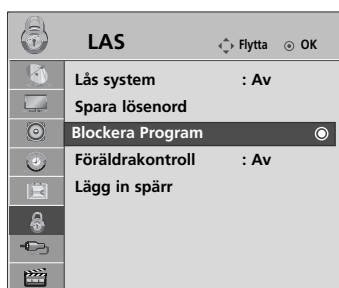 LAS Flytta OK
Lås system : Av
Spara lösenord
Blockera Program
Föräldrakontroll : Av
Lägg in spärr